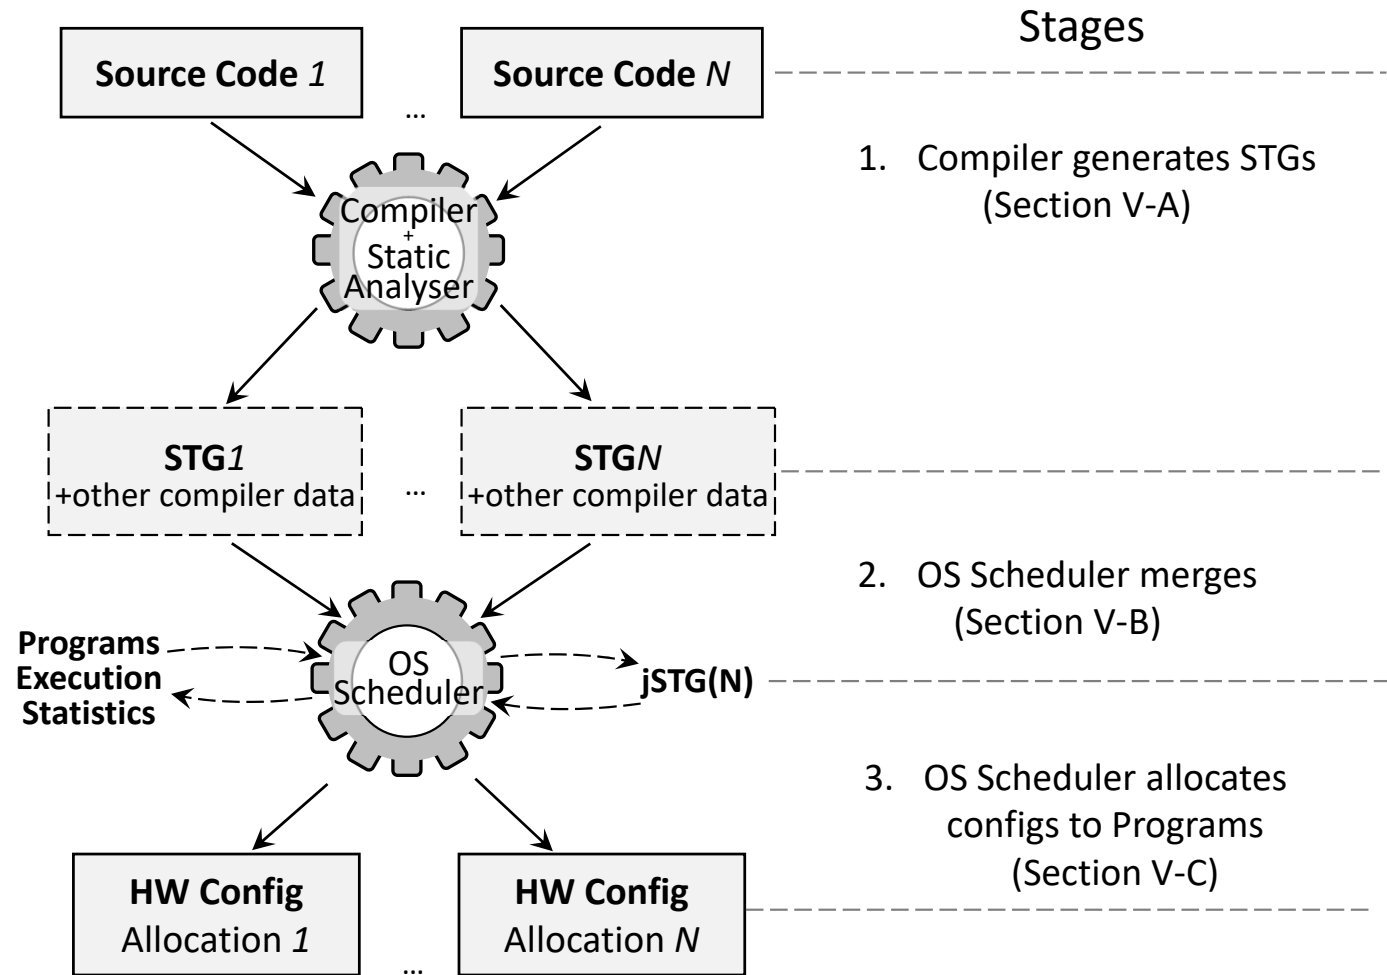 Stages
Source Code 1
...
Source Code N
1. Compiler generates STGs
(Section V-A)
Compiler
+
Static
Analyser
STG1
+other compiler data
...
STGN
+other compiler data
2. OS Scheduler merges
(Section V-B)
Programs
Execution
Statistics
OS
Scheduler
jSTG(N)
3. OS Scheduler allocates
configs to Programs
(Section V-C)
HW Config
Allocation 1
...
HW Config
Allocation N